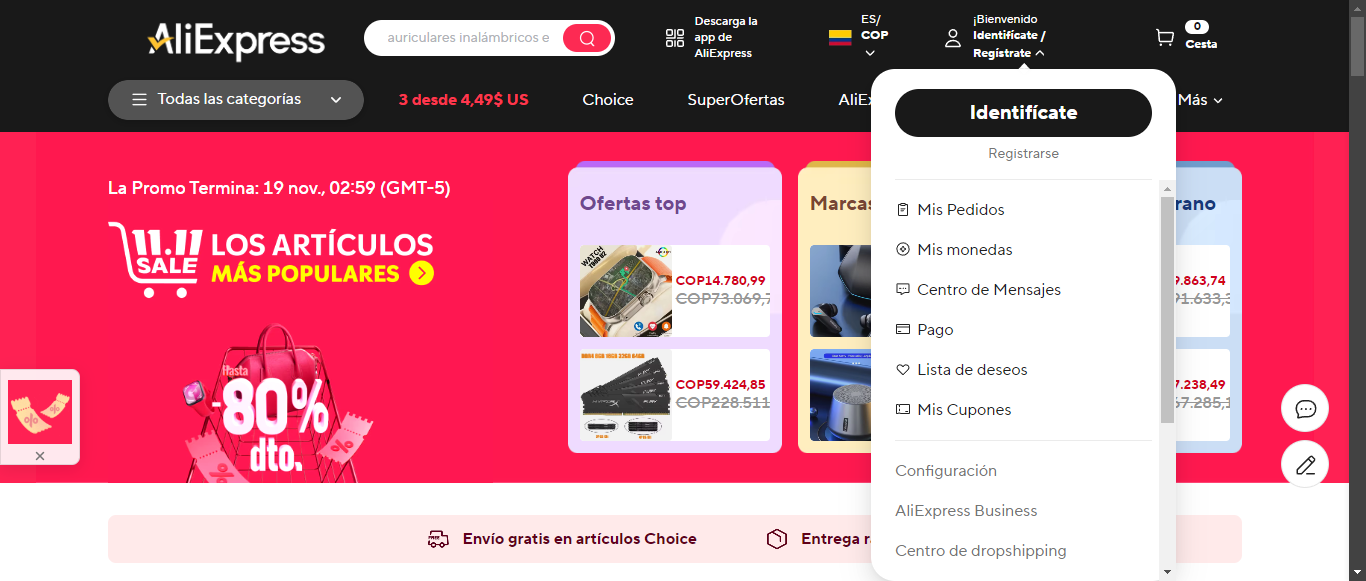 AliExpress
auriculares inalámbricos e
Descarga la
app de
AliExpress
ES/
COP
¡Bienvenido
Identifícate /
Regístrate
0
Cesta
Todas las categorías
3 desde 4,49$ US
Choice
SuperOfertas
AliEx
Más
Identifícate
Registrarse
Mis Pedidos
Mis monedas
Centro de Mensajes
Pago
Lista de deseos
Mis Cupones
Configuración
AliExpress Business
Centro de dropshipping
La Promo Termina: 19 nov., 02:59 (GMT-5)
11.11
SALE
LOS ARTÍCULOS
MÁS POPULARES
Hasta
-80%
dto.
Ofertas top
WATCH
COP14.780,99
COP73.069,7
COP59.424,85
COP228.511
Marcas
rano
9.863,74
91.633,3
7.238,49
67.285,1
Envío gratis en artículos Choice
Entrega rá